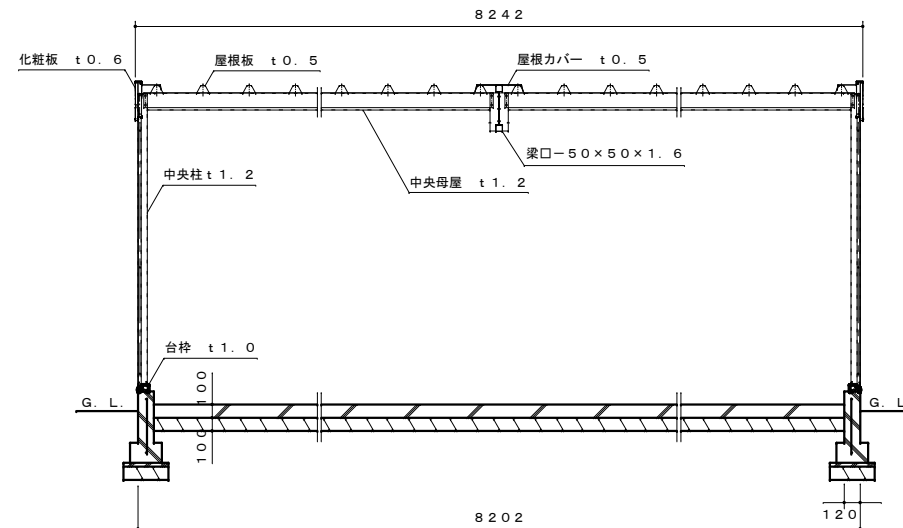 8242
化粧板 t0.6
屋根板 t0.5
屋根カバー t0.5
梁口－50×50×1.6
中央柱t1.2
中央母屋 t1.2
台枠 t1.0
100
G.L.
G.L
100
120
8202